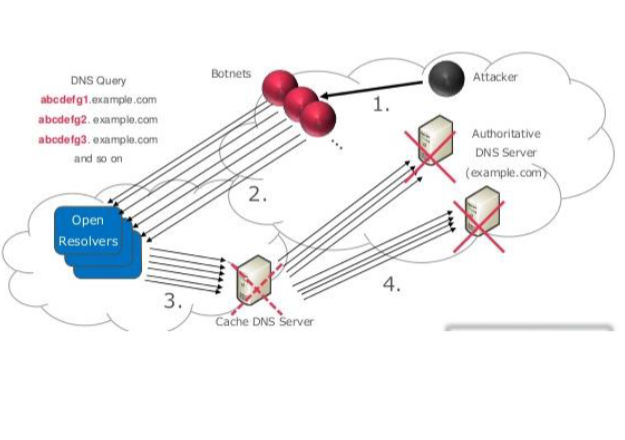 DNS Query
abcdefg1.example.com
abcdefg2. example.com
abcdefg3. example.com
and so on
Botnets
Attacker
1.
...
Authoritative
DNS Server
(example.com)
2.
Open
Resolvers
3.
4.
Cache DNS Server